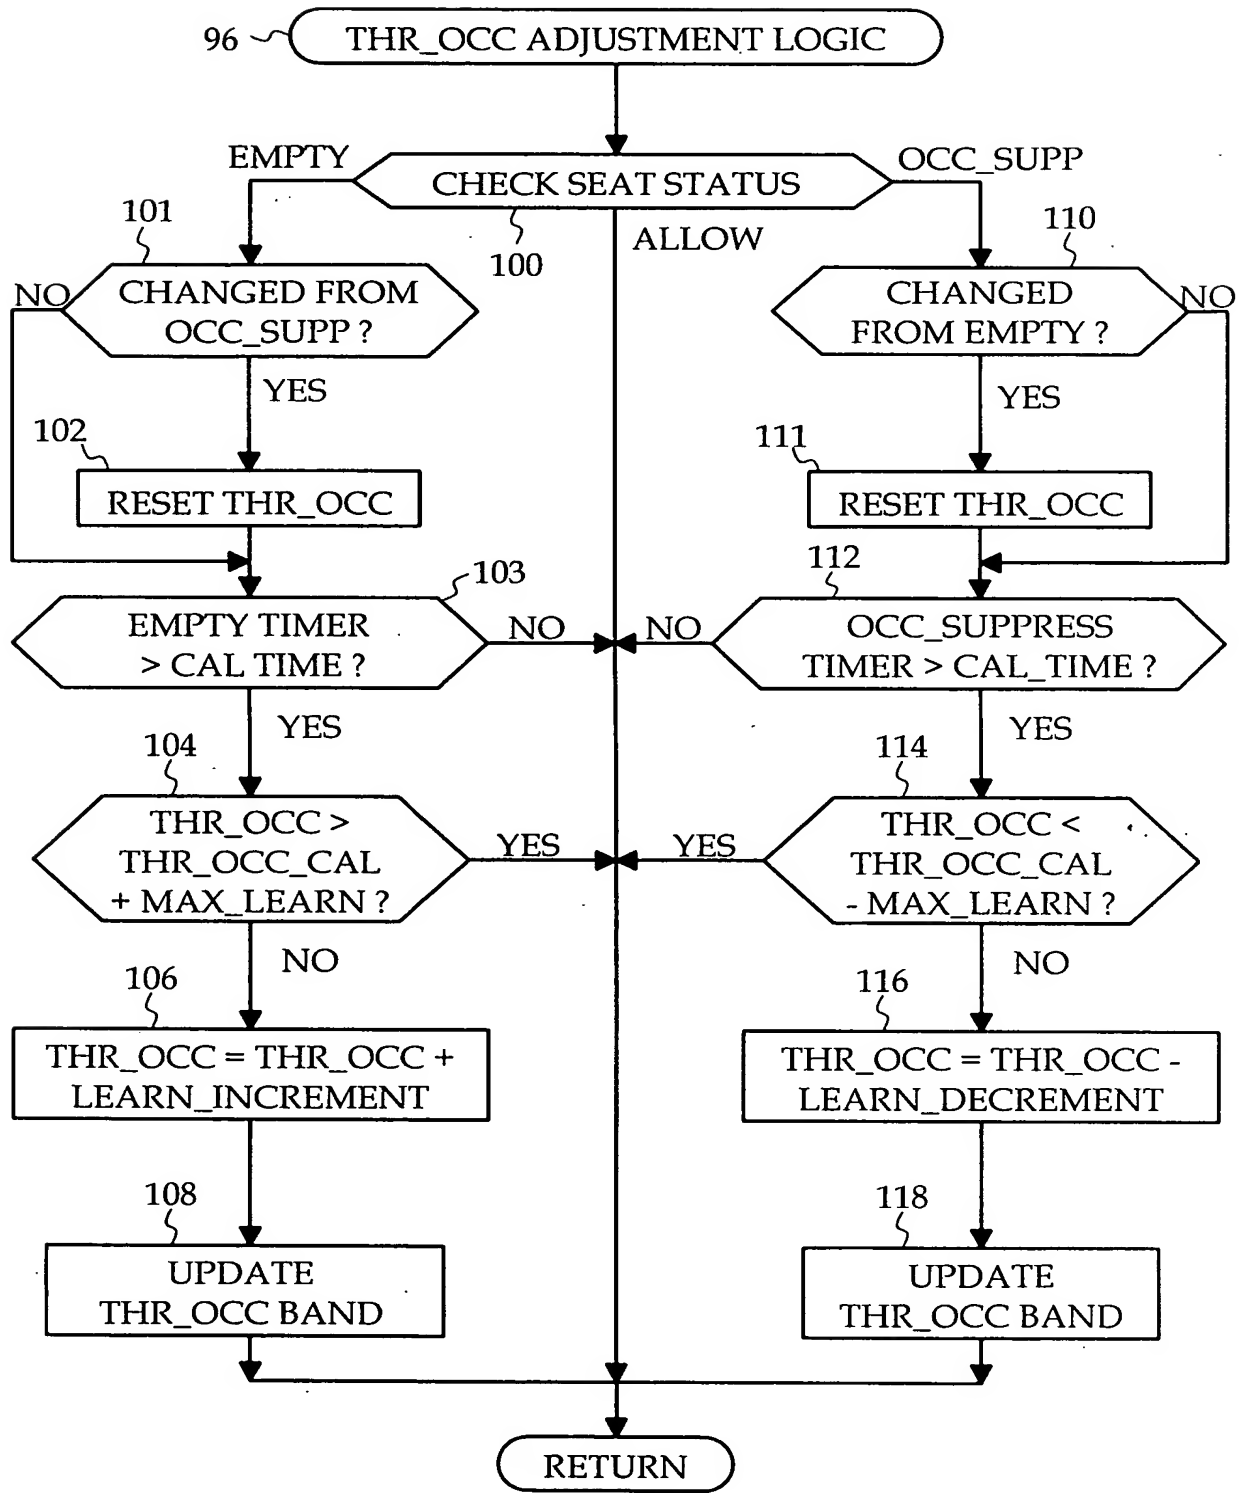 96
THR_OCC ADJUSTMENT LOGIC
EMPTY
CHECK SEAT STATUS
OCC_SUPP
100
ALLOW
101
CHANGED FROM
OCC_SUPP ?
NO
YES
102
RESET THR_OCC
103
EMPTY TIMER
> CAL TIME ?
NO
YES
104
THR_OCC >
THR_OCC_CAL
+ MAX_LEARN ?
YES
NO
106
THR_OCC = THR_OCC +
LEARN_INCREMENT
108
UPDATE
THR_OCC BAND
110
CHANGED
FROM EMPTY ?
NO
YES
111
RESET THR_OCC
112
OCC_SUPPRESS
TIMER > CAL_TIME ?
NO
YES
114
THR_OCC <
THR_OCC_CAL
- MAX_LEARN ?
YES
NO
116
THR_OCC = THR_OCC -
LEARN_DECREMENT
118
UPDATE
THR_OCC BAND
RETURN